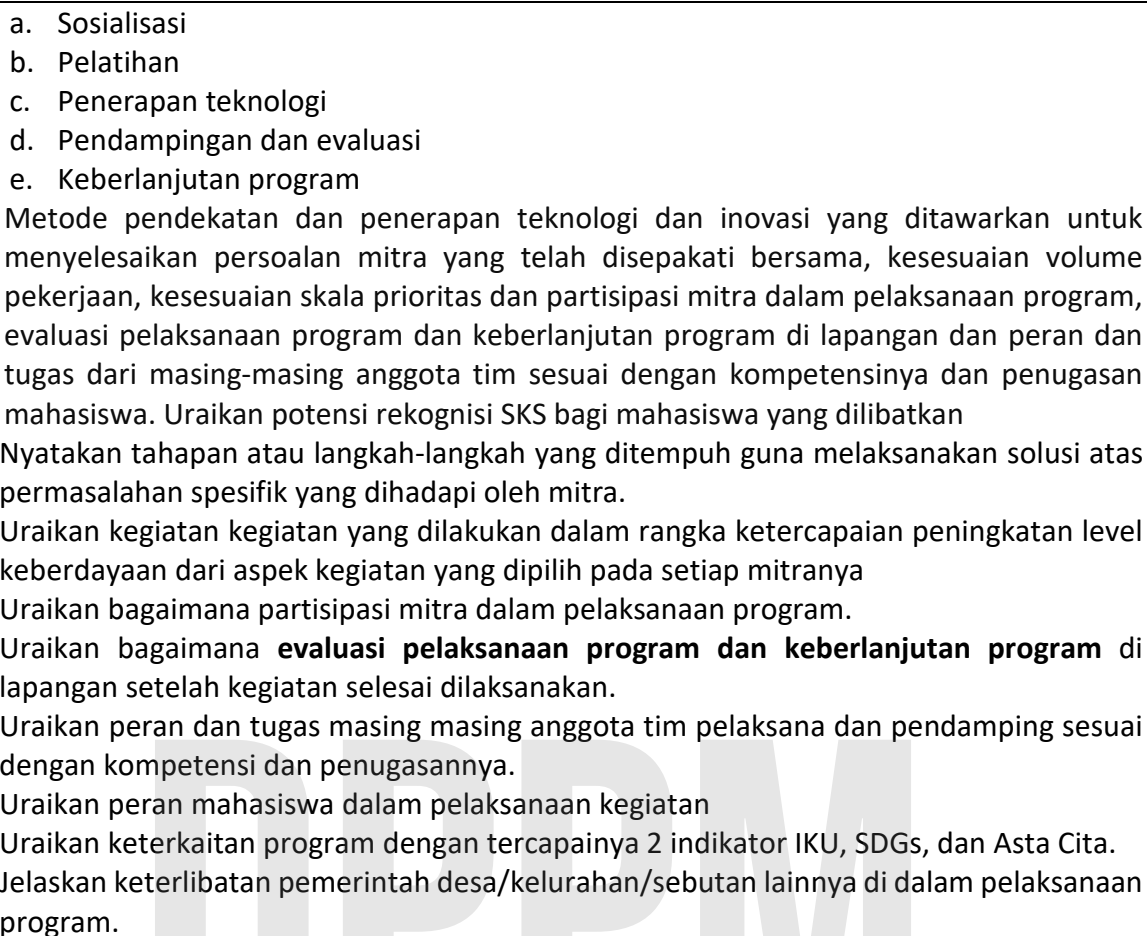 a. Sosialisasi
b. Pelatihan
c. Penerapan teknologi
d. Pendampingan dan evaluasi
e. Keberlanjutan program
Metode pendekatan dan penerapan teknologi dan inovasi yang ditawarkan untuk
menyelesaikan persoalan mitra yang telah disepakati bersama, kesesuaian volume
pekerjaan, kesesuaian skala prioritas dan partisipasi mitra dalam pelaksanaan program,
evaluasi pelaksanaan program dan keberlanjutan program di lapangan dan peran dan
tugas dari masing-masing anggota tim sesuai dengan kompetensinya dan penugasan
mahasiswa. Uraikan potensi rekognisi SKS bagi mahasiswa yang dilibatkan
Nyatakan tahapan atau langkah-langkah yang ditempuh guna melaksanakan solusi atas
permasalahan spesifik yang dihadapi oleh mitra.
Uraikan kegiatan kegiatan yang dilakukan dalam rangka ketercapaian peningkatan level
keberdayaan dari aspek kegiatan yang dipilih pada setiap mitranya
Uraikan bagaimana partisipasi mitra dalam pelaksanaan program.
Uraikan bagaimana evaluasi pelaksanaan program dan keberlanjutan program di
lapangan setelah kegiatan selesai dilaksanakan.
Uraikan peran dan tugas masing masing anggota tim pelaksana dan pendamping sesuai
dengan kompetensi dan penugasannya.
Uraikan peran mahasiswa dalam pelaksanaan kegiatan
Uraikan keterkaitan program dengan tercapainya 2 indikator IKU, SDGs, dan Asta Cita.
Jelaskan keterlibatan pemerintah desa/kelurahan/sebutan lainnya di dalam pelaksanaan
program.
DPPM